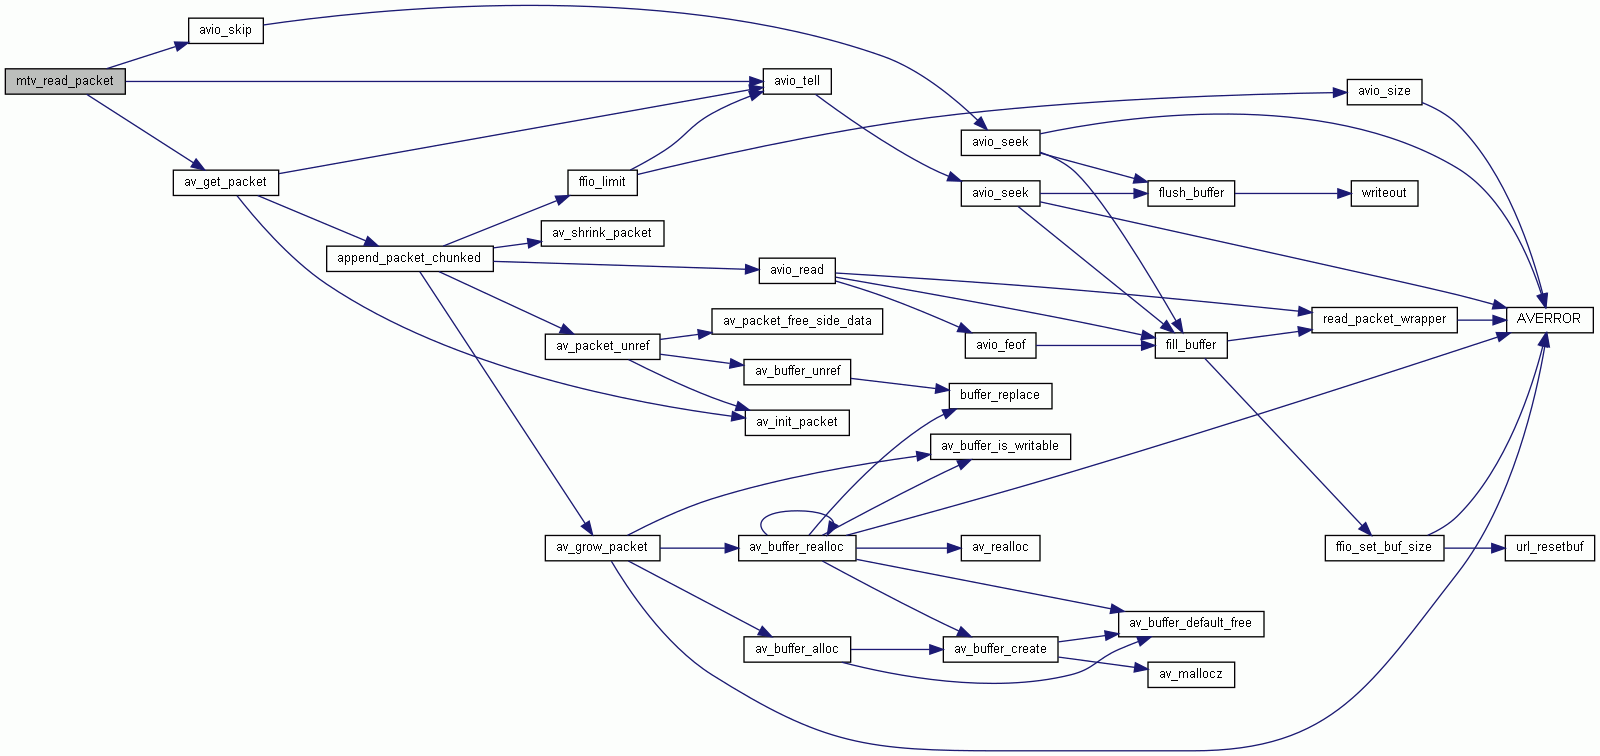 avio_skip
mtv_read_packet
avio_tell
avio_size
avio_seek
av_get_packet
ffio_limit
avio_seek
flush_buffer
writeout
av_shrink_packet
append_packet_chunked
avio_read
av_packet_free_side_data
read_packet_wrapper
AVERROR
av_packet_unref
avio_feof
fill_buffer
av_buffer_unref
buffer_replace
av_init_packet
av_buffer_is_writable
av_grow_packet
av_buffer_realloc
av_realloc
ffio_set_buf_size
url_resetbuf
av_buffer_default_free
av_buffer_alloc
av_buffer_create
av_mallocz